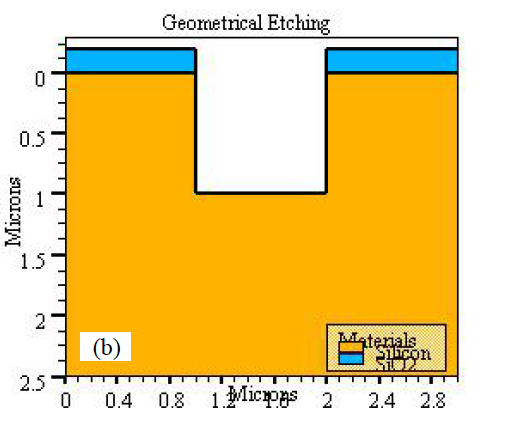 Geometrical Etching
0
0.5
1
1.5
2
2.5
Microns
(b)
Materials
Silicon
SiO2
0 0.4 0.8 1.2 1.6 2 2.4 2.8
Microns